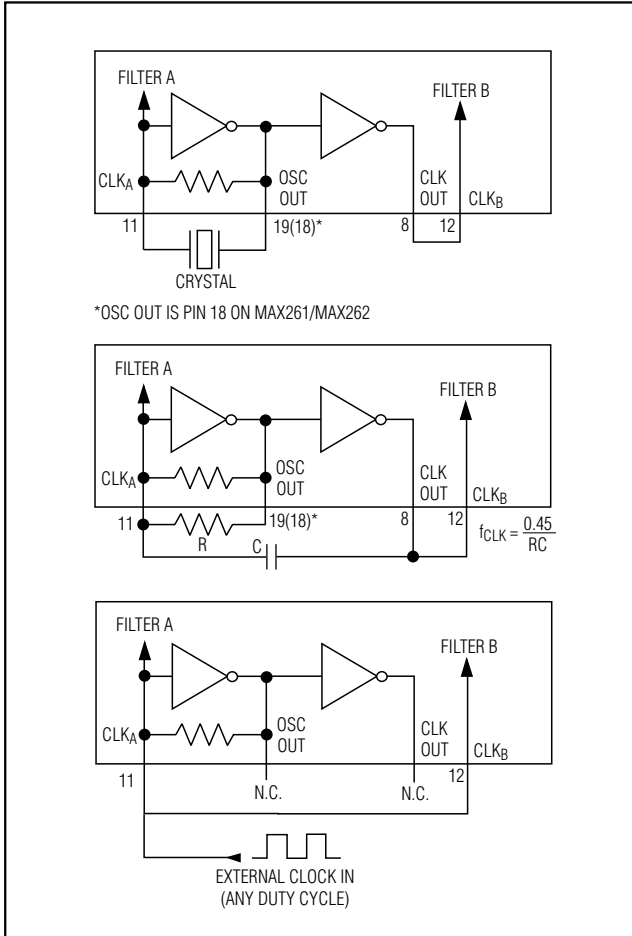 FILTER A
FILTER B
CLKA
OSC
OUT
CLK
OUT
CLKB
11
19(18)*
8
12
CRYSTAL
*OSC OUT IS PIN 18 ON MAX261/MAX262
FILTER A
FILTER B
CLKA
OSC
OUT
CLK
OUT
CLKB
11
19(18)*
8
12
R
C
fCLK = 0.45
RC
FILTER A
FILTER B
CLKA
OSC
OUT
CLK
OUT
CLKB
11
12
N.C.
N.C.
EXTERNAL CLOCK IN
(ANY DUTY CYCLE)